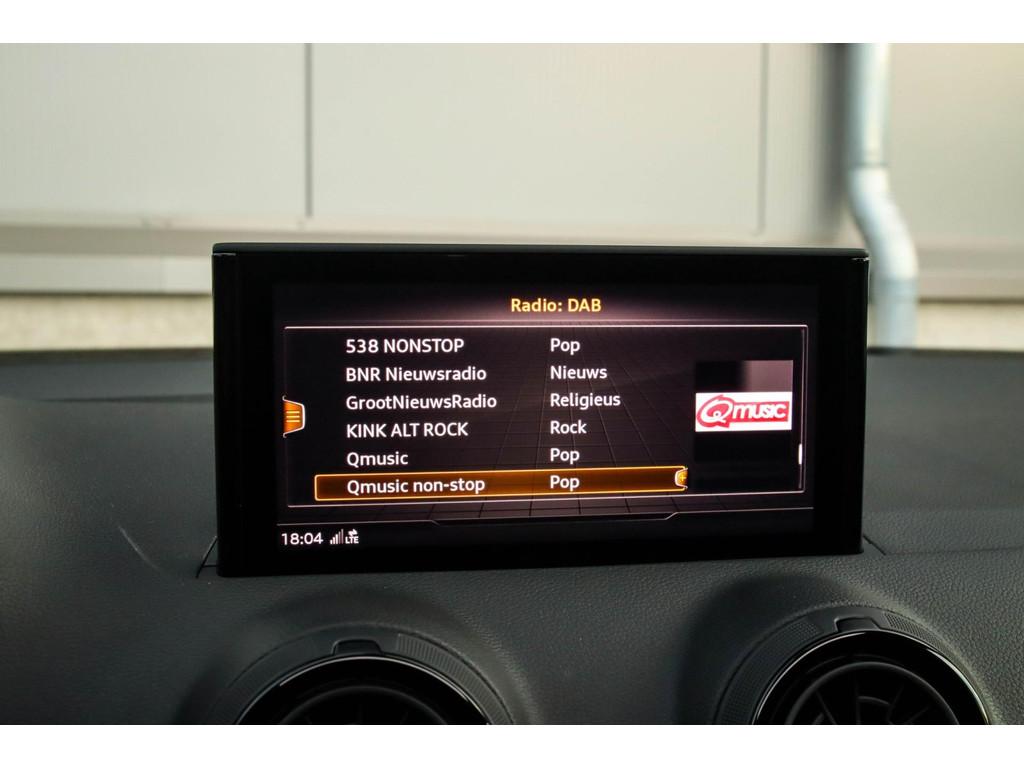 Radio: DAB
538 NONSTOP Pop
BNR Nieuwsradio Nieuws
GrootNieuwsRadio Religieus
KINK ALT ROCK Rock
Qmusic Pop
Qmusic non-stop Pop
Qmusic
18:04 LTE